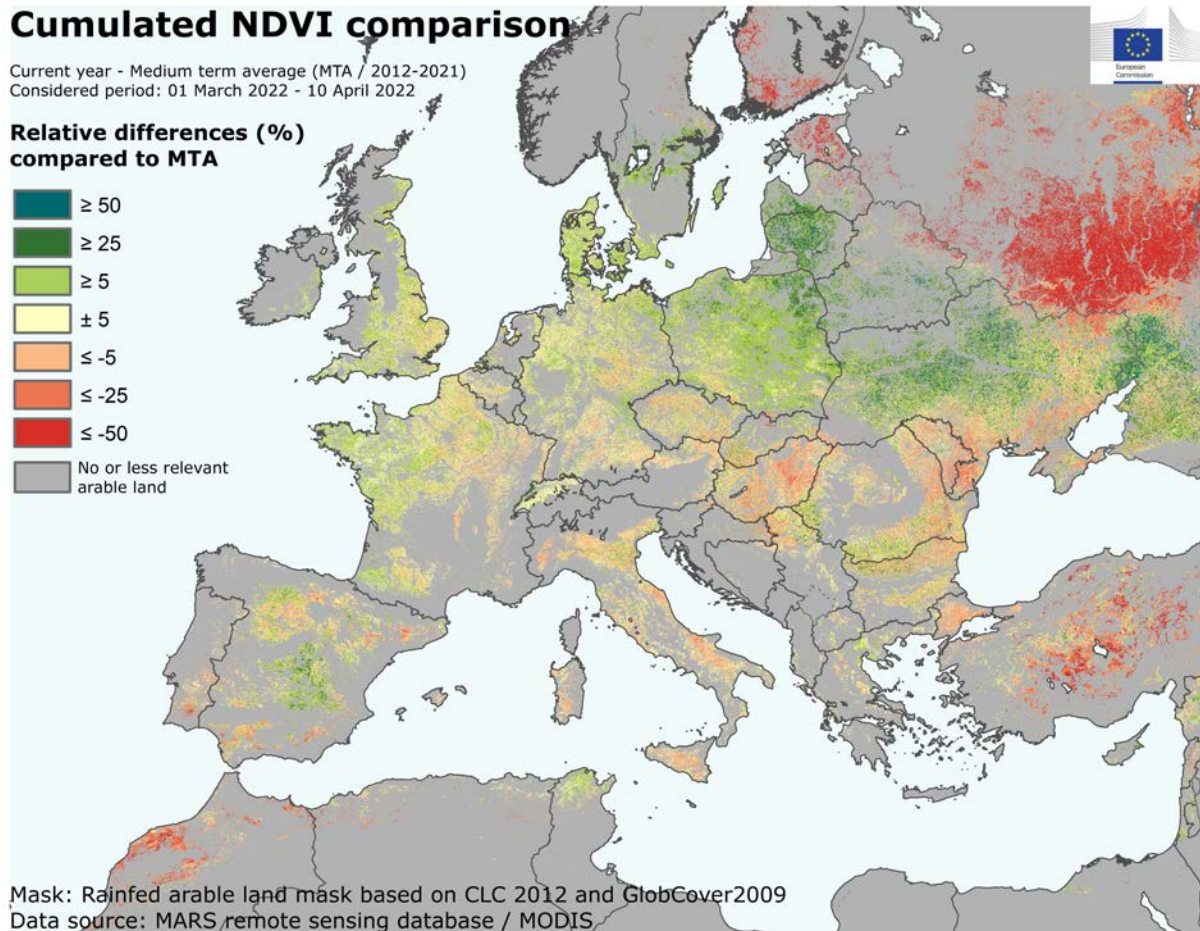 Cumulated NDVI comparison
Current year - Medium term average (MTA / 2012-2021)
Considered period: 01 March 2022 - 10 April 2022
Relative differences (%)
compared to MTA
≥ 50
≥ 25
≥ 5
± 5
≤ -5
≤ -25
≤ -50
No or less relevant
arable land
European
Commission
Mask: Rainfed arable land mask based on CLC 2012 and GlobCover2009
Data source: MARS remote sensing database / MODIS